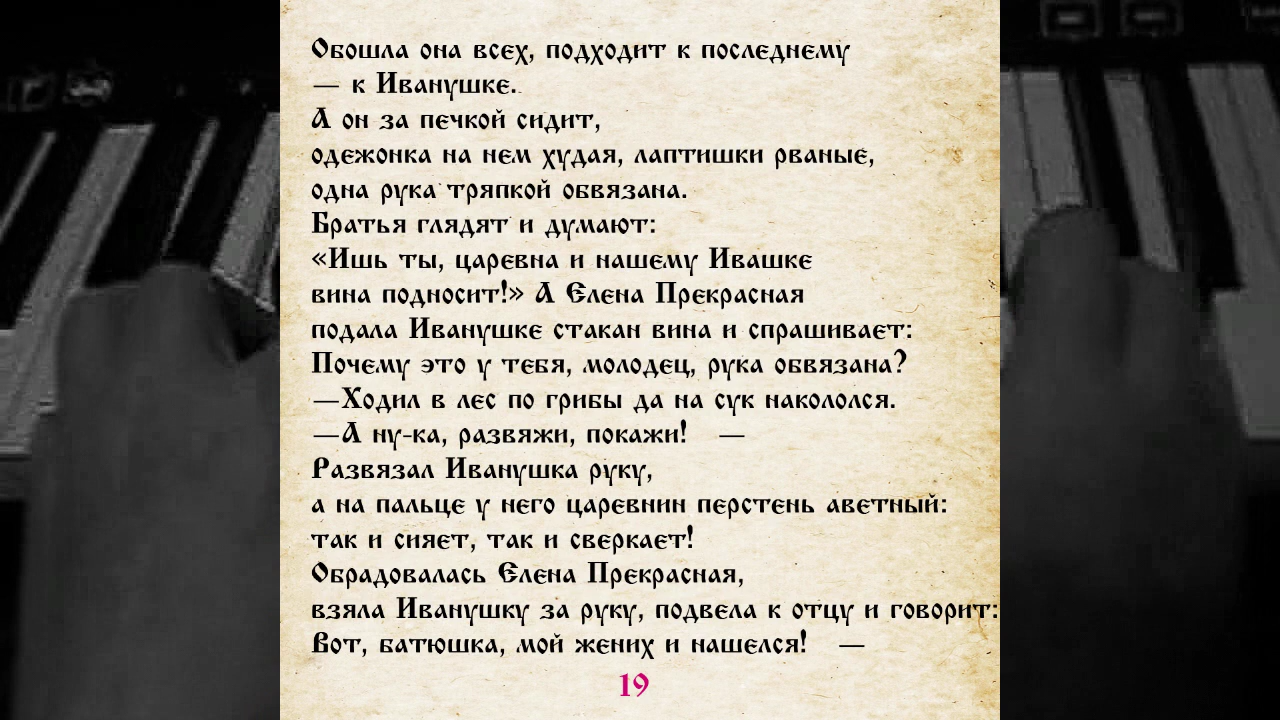 Обошла она всех, подходит к последнему
— к Иванушке.
А он за печкой сидит,
одежонка на нем худая, лаптишки рваные,
одна рука тряпкой обвязана.
Братья глядят и думают:
«Ишь ты, царевна и нашему Ивашке
вина подносит!» А Елена Прекрасная
подала Иванушке стакан вина и спрашивает:
Почему это у тебя, молодец, рука обвязана?
—Ходил в лес по грибы да на сук накололся.
—А ну-ка, развяжи, покажи! —
Развязал Иванушка руку,
а на пальце у него царевнин перстень аветный:
так и сияет, так и сверкает!
Обрадовалась Елена Прекрасная,
взяла Иванушку за руку, подвела к отцу и говорит:
Вот, батюшка, мой жених и нашелся! —
19